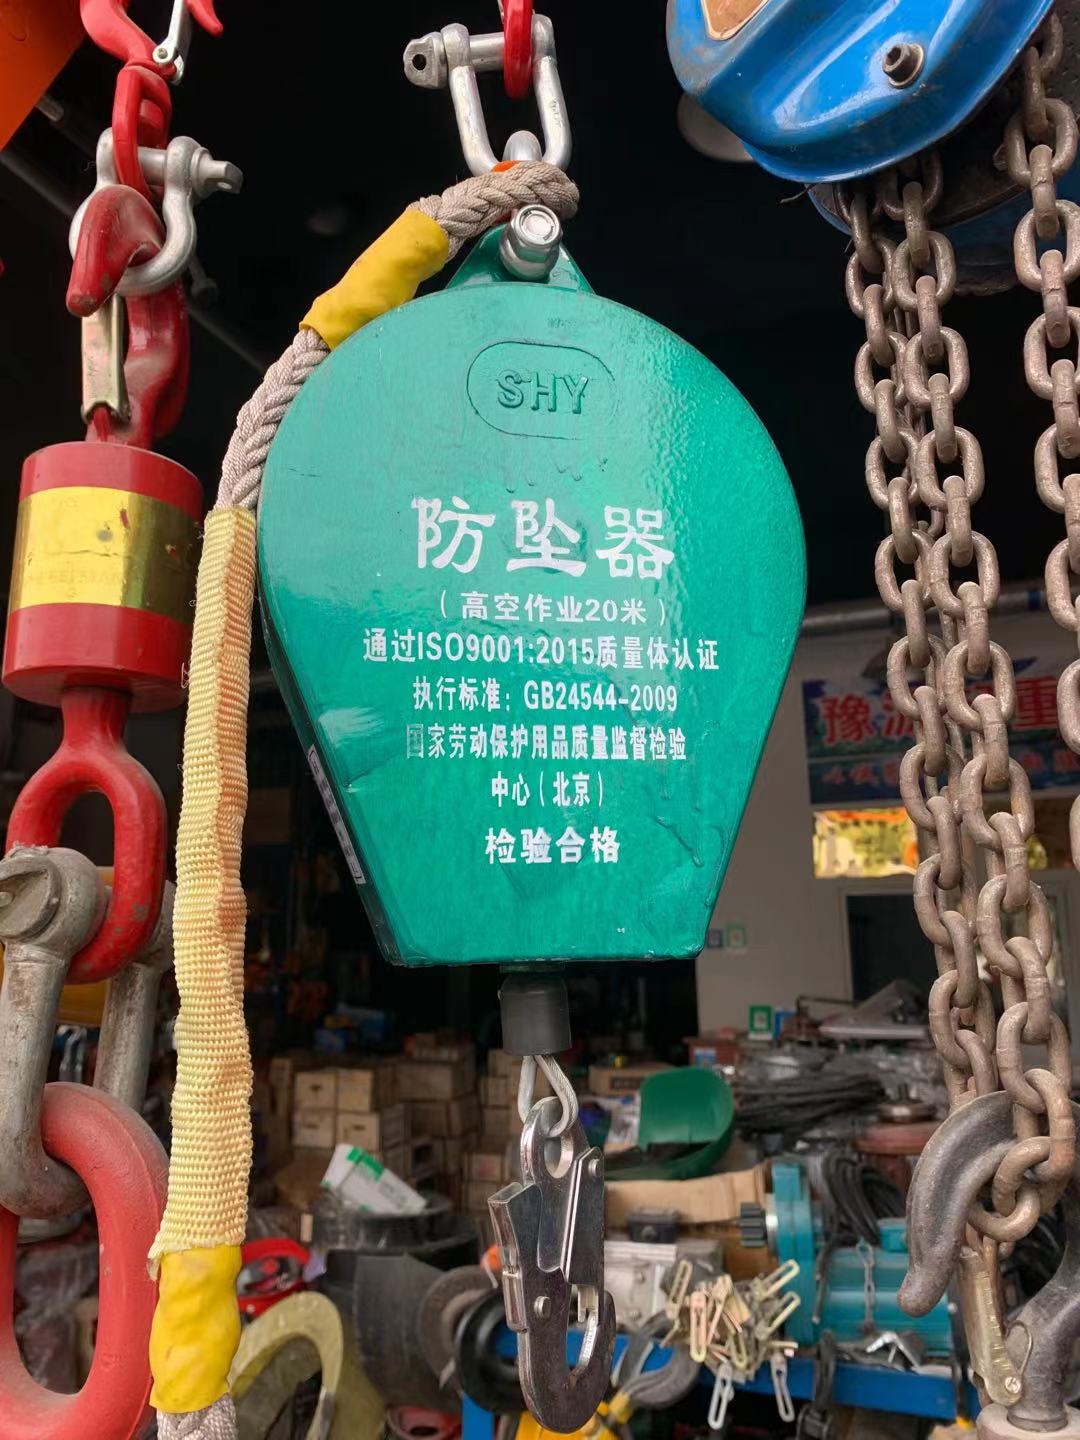 SHY
防坠器
（高空作业20米）
通过ISO9001:2015质量体认证
执行标准：GB24544-2009
国家劳动保护用品质量监督检验
中心（北京）
检验合格
豫
重